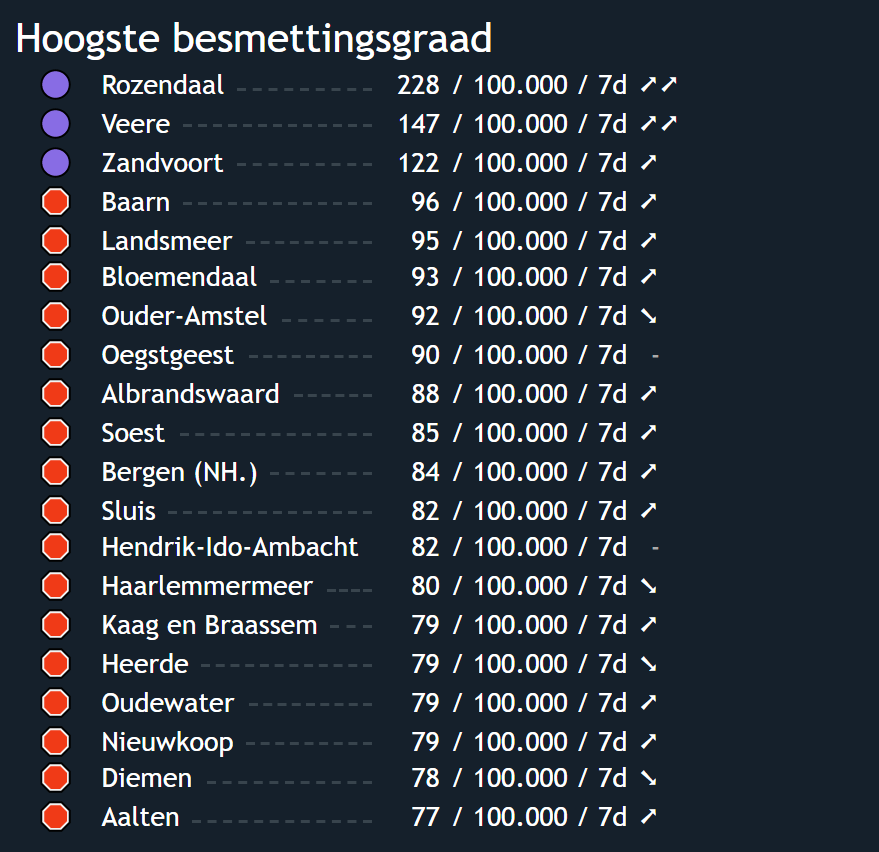 Hoogste besmettingsgraad
Rozendaal 228 / 100.000 / 7d ➚➚
Veere 147 / 100.000 / 7d ➚➚
Zandvoort 122 / 100.000 / 7d ➚
Baarn 96 / 100.000 / 7d ➚
Landsmeer 95 / 100.000 / 7d ➚
Bloemendaal 93 / 100.000 / 7d ➚
Ouder-Amstel 92 / 100.000 / 7d ➘
Oegstgeest 90 / 100.000 / 7d -
Albrandswaard 88 / 100.000 / 7d ➚
Soest 85 / 100.000 / 7d ➚
Bergen (NH.) 84 / 100.000 / 7d ➚
Sluis 82 / 100.000 / 7d ➚
Hendrik-Ido-Ambacht 82 / 100.000 / 7d -
Haarlemmermeer 80 / 100.000 / 7d ➘
Kaag en Braassem 79 / 100.000 / 7d ➚
Heerde 79 / 100.000 / 7d ➘
Oudewater 79 / 100.000 / 7d ➚
Nieuwkoop 79 / 100.000 / 7d ➚
Diemen 78 / 100.000 / 7d ➘
Aalten 77 / 100.000 / 7d ➚